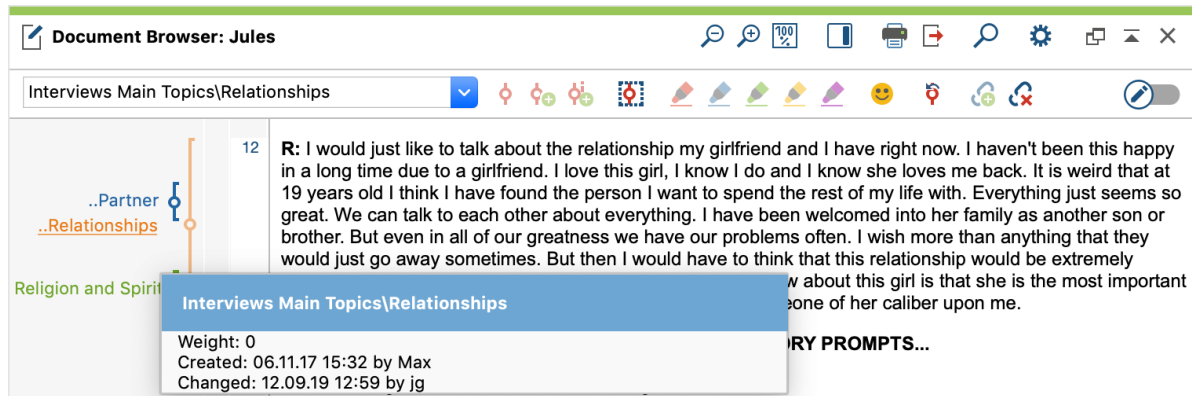 Document Browser: Jules
100
%
Interviews Main Topics\Relationships
12
R: I would just like to talk about the relationship my girlfriend and I have right now. I haven't been this happy
in a long time due to a girlfriend. I love this girl, I know I do and I know she loves me back. It is weird that at
..Partner
19 years old I think I have found the person I want to spend the rest of my life with. Everything just seems so
great. We can talk to each other about everything. I have been welcomed into her family as another son or
..Relationships
brother. But even in all of our greatness we have our problems often. I wish more than anything that they
would just go away sometimes. But then I would have to think that this relationship would be extremely
Religion and Spirit
about this girl is that she is the most important
of her caliber upon me.
Interviews Main Topics\Relationships
PROMPTS...
Weight: 0
Created: 06.11.17 15:32 by Max
Changed: 12.09.19 12:59 by jg